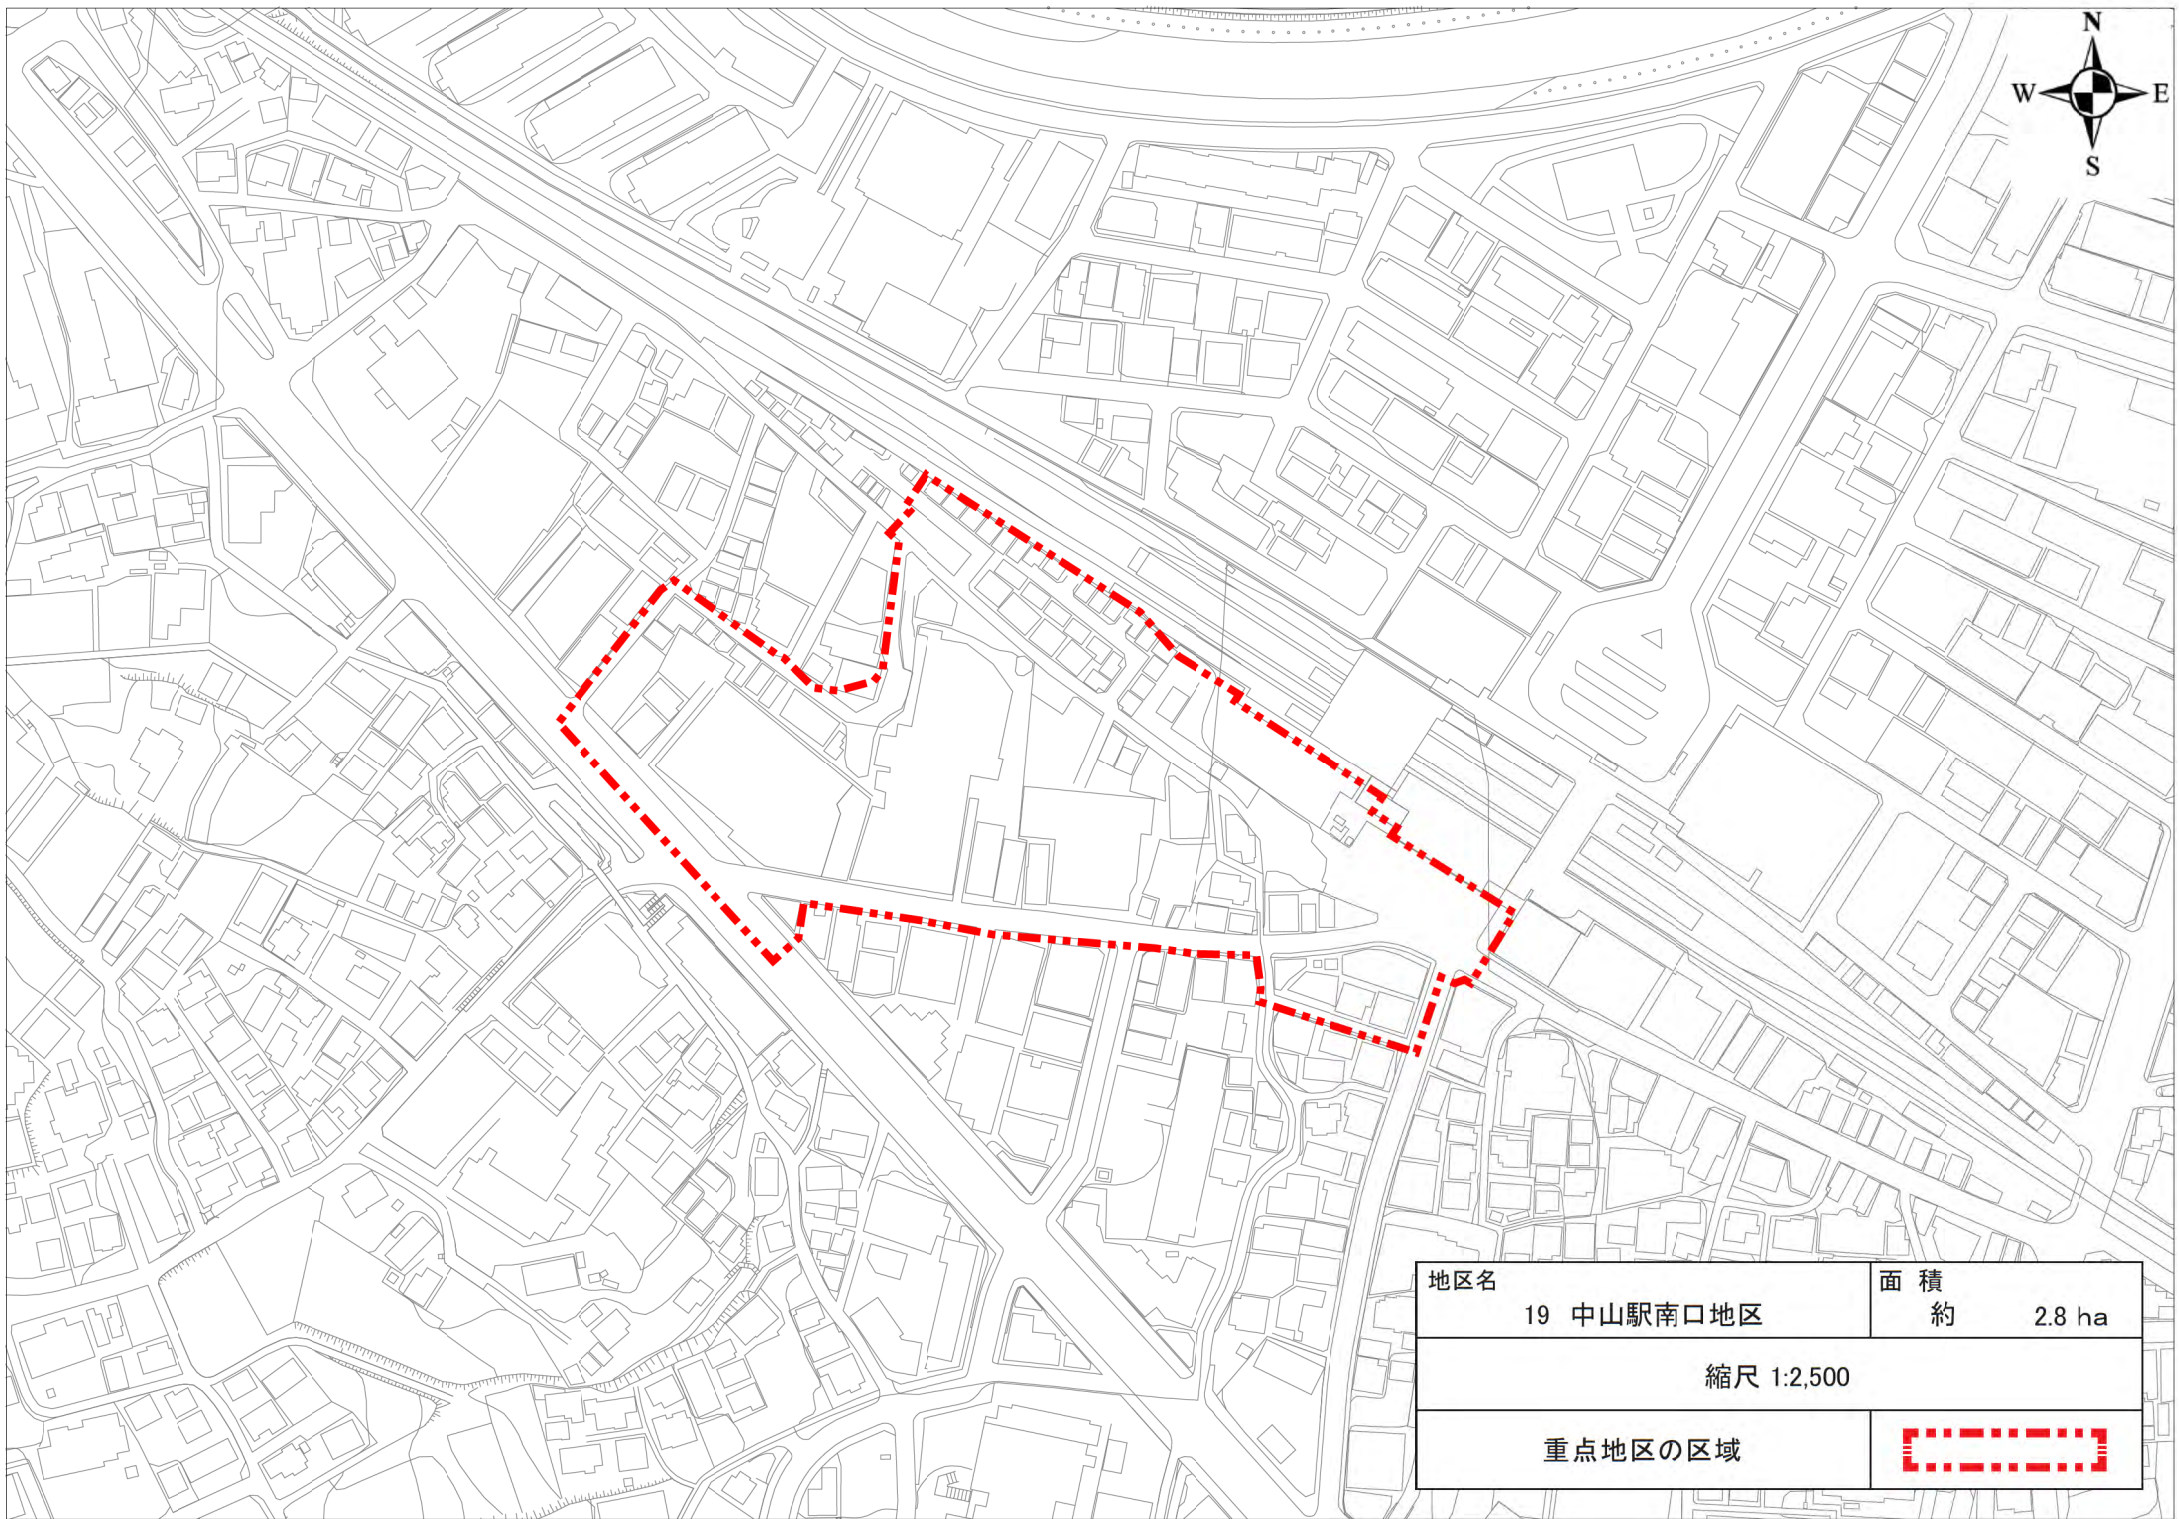 N
W E
S
地区名
19 中山駅南口地区
面 積
約 2.8 ha
縮尺 1:2,500
重点地区の区域